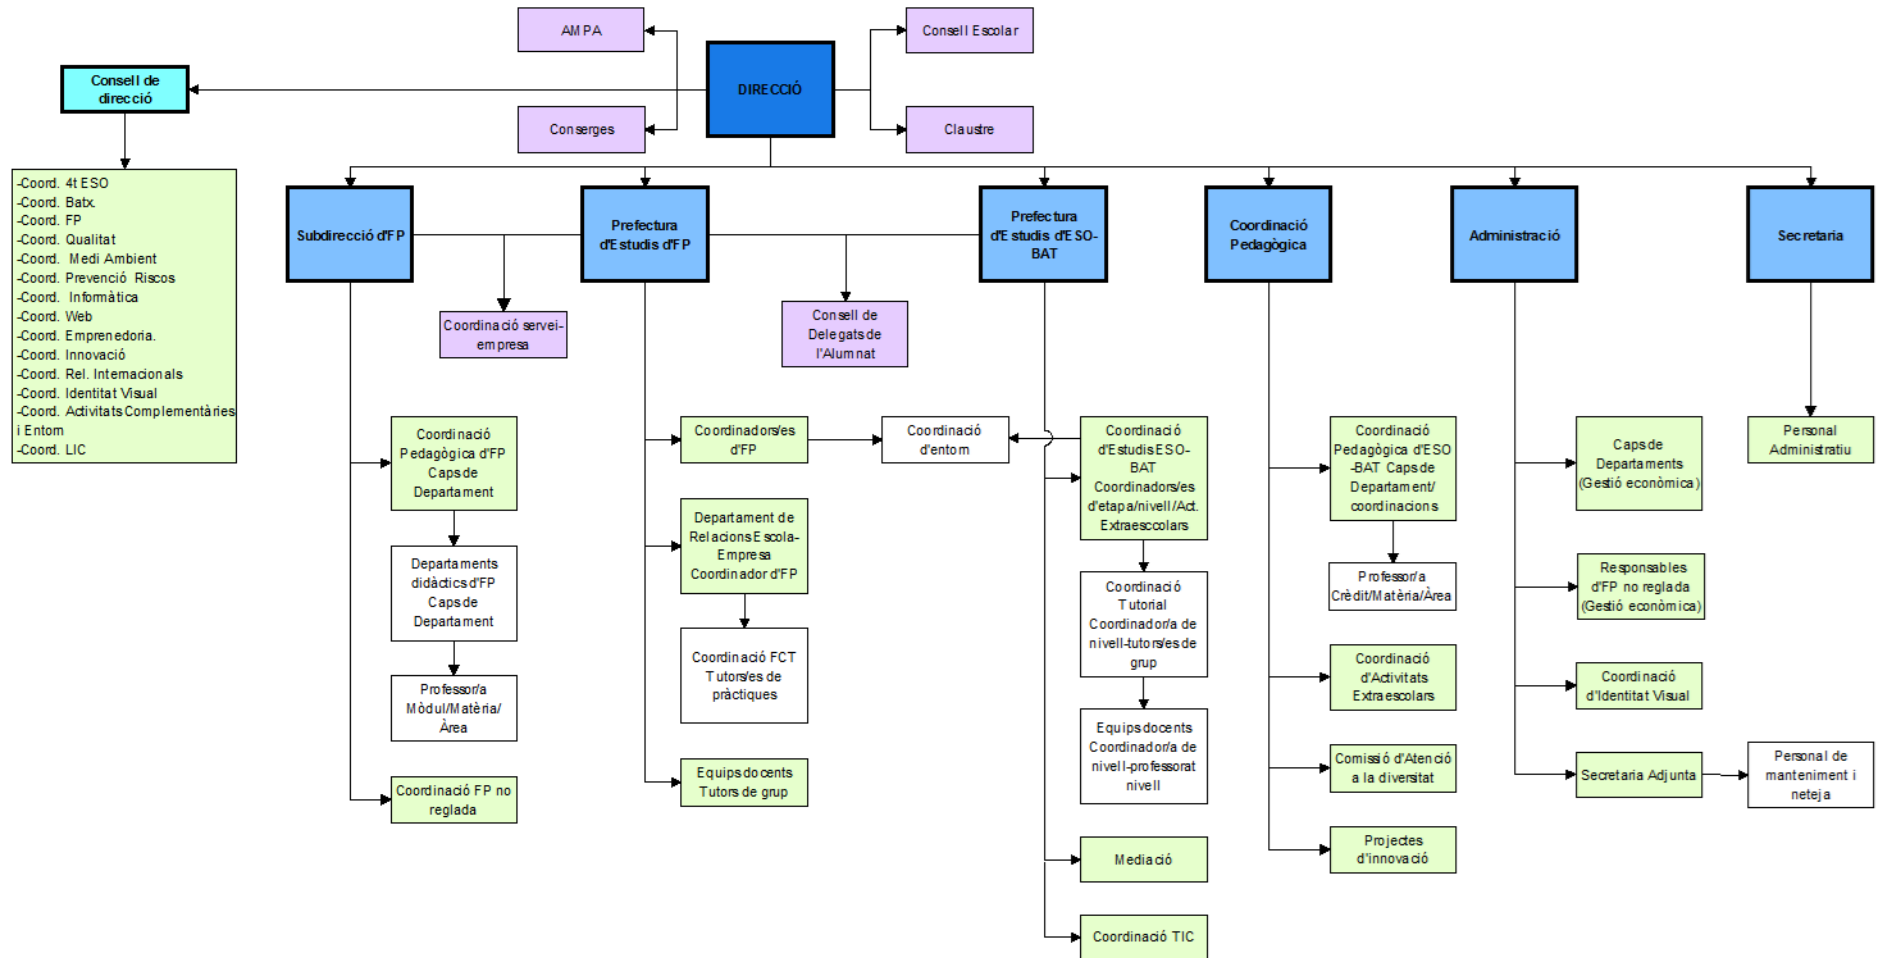 AMPA
Consell Escolar
Consell de
direcció
DIRECCIÓ
Conserges
Claustre
-Coord. 4t ESO
-Coord. Batx.
-Coord. FP
-Coord. Qualitat
-Coord. Medi Ambient
-Coord. Prevenció Riscos
-Coord. Informàtica
-Coord. Web
-Coord. Emprenedoria.
-Coord. Innovació
-Coord. Rel. Internacionals
-Coord. Identitat Visual
-Coord. Activitats Complementàries
i Entorn
-Coord. LIC
Subdirecció d'FP
Prefectura
d'Estudis d'FP
Prefectura
d'Estudis d'ESO-
BAT
Coordinació
Pedagògica
Administració
Secretaria
Coordinació servei-
empresa
Consell de
Delegats de
l'Alumnat
Coordinació
Pedagògica d'FP
Caps de
Departament
Departaments
didàctics d'FP
Caps de
Departament
Professor/a
Mòdul/Matèria/
Àrea
Coordinació FP no
reglada
Coordinadors/es
d'FP
Departament de
Relacions Escola-
Empresa
Coordinador d'FP
Coordinació FCT
Tutors/es de
pràctiques
Equips docents
Tutors de grup
Coordinació
d'entorn
Coordinació
d'Estudis ESO-
BAT
Coordinadors/es
d'etapa/nivell/Act.
Extraesccolars
Coordinació
Tutorial
Coordinador/a de
nivell-tutors/es de
grup
Equips docents
Coordinador/a de
nivell-professorat
nivell
Mediació
Coordinació TIC
Coordinació
Pedagògica d'ESO
-BAT Caps de
Departament/
coordinacions
Professor/a
Crèdit/Matèria/Àrea
Coordinació
d'Activitats
Extraescolars
Comissió d'Atenció
a la diversitat
Projectes
d'innovació
Caps de
Departaments
(Gestió econòmica)
Responsables
d'FP no reglada
(Gestió econòmica)
Coordinació
d'Identitat Visual
Secretaria Adjunta
Personal
Administratiu
Personal de
manteniment i
neteja